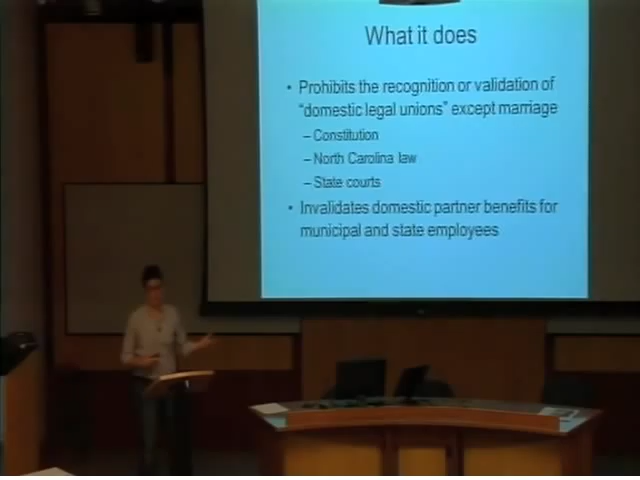 What it does
• Prohibits the recognition or validation of
"domestic legal unions" except marriage
– Constitution
– North Carolina law
– State courts
• Invalidates domestic partner benefits for
municipal and state employees